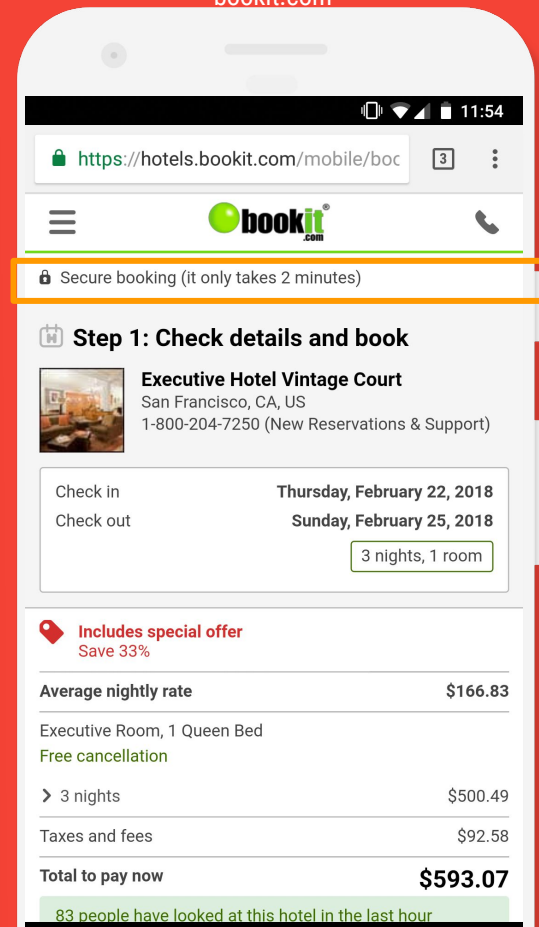 bookit.com
11:54
https://hotels.bookit.com/mobile/boo
3
bookit®
.com
Secure booking (it only takes 2 minutes)
Step 1: Check details and book
Executive Hotel Vintage Court
San Francisco, CA, US
1-800-204-7250 (New Reservations & Support)
Check in Thursday, February 22, 2018
Check out Sunday, February 25, 2018
3 nights, 1 room
Includes special offer
Save 33%
Average nightly rate $166.83
Executive Room, 1 Queen Bed
Free cancellation
3 nights $500.49
Taxes and fees $92.58
Total to pay now $593.07
83 people have looked at this hotel in the last hour